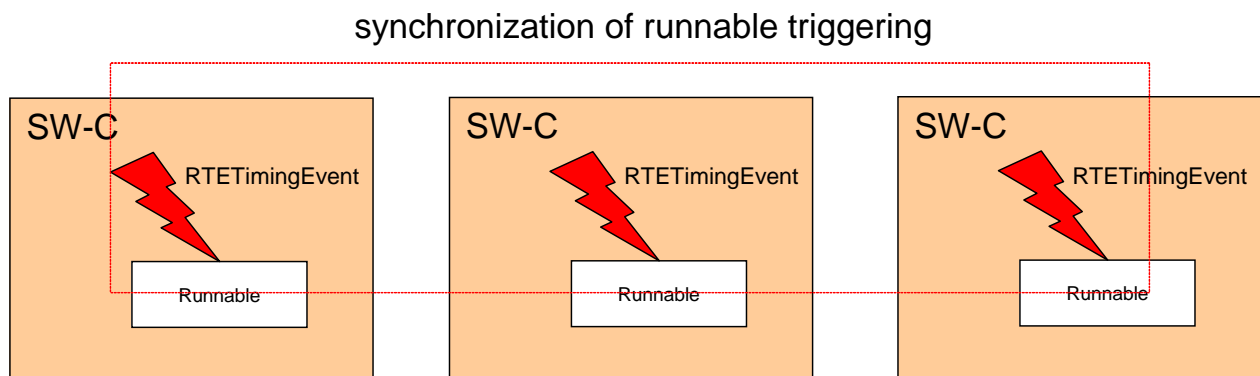 synchronization of runnable triggering
SW-C
RTETimingEvent
Runnable
SW-C
RTETimingEvent
Runnable
SW-C
RTETimingEvent
Runnable